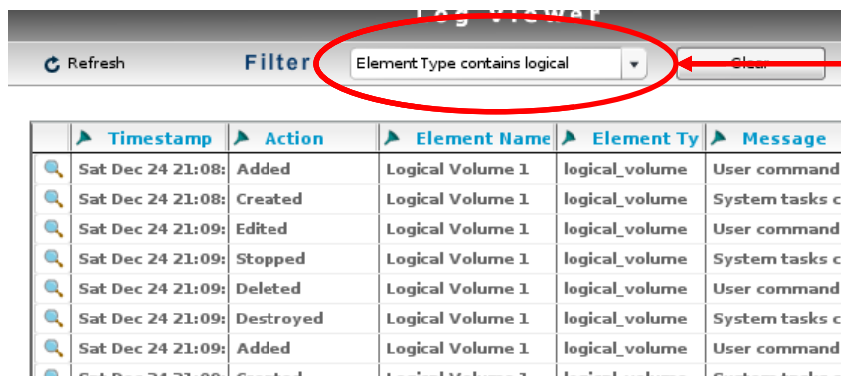 Log Viewer
Refresh Filter Element Type contains logical Clear
Timestamp Action Element Name Element Ty Message
Sat Dec 24 21:08: Added Logical Volume 1 logical_volume User command
Sat Dec 24 21:08: Created Logical Volume 1 logical_volume System tasks c
Sat Dec 24 21:09: Edited Logical Volume 1 logical_volume User command
Sat Dec 24 21:09: Stopped Logical Volume 1 logical_volume System tasks c
Sat Dec 24 21:09: Deleted Logical Volume 1 logical_volume User command
Sat Dec 24 21:09: Destroyed Logical Volume 1 logical_volume System tasks c
Sat Dec 24 21:09: Added Logical Volume 1 logical_volume User command